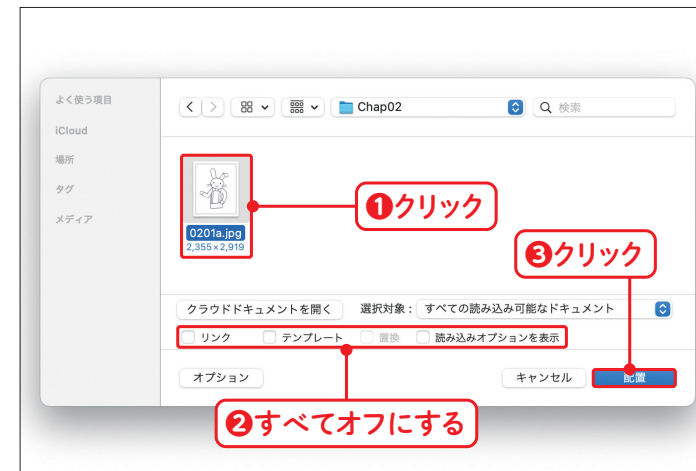 よく使う項目
iCloud
場所
タグ
メディア
Chap02
検索
0201a.jpg
2,355×2,919
❶クリック
❸クリック
クラウドドキュメントを開く
選択対象：すべての読み込み可能なドキュメント
リンク テンプレート 置換 読み込みオプションを表示
オプション
キャンセル
配置
❷すべてオフにする